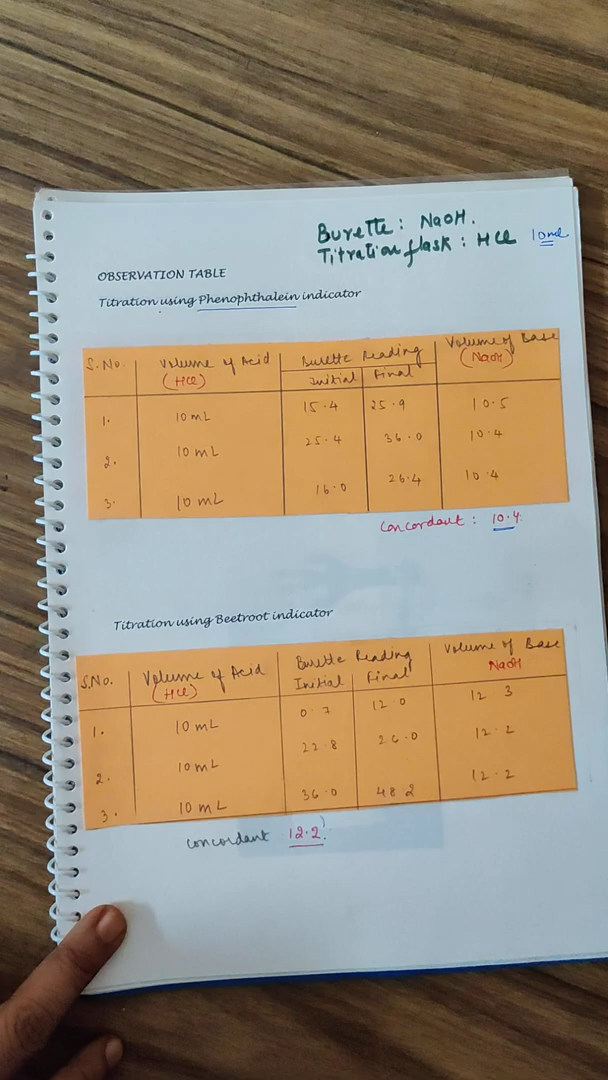 Burette: NaOH.
Titration flask: HCl 10ml
OBSERVATION TABLE
Titration using Phenophthalein indicator
S.No. Volume of Acid (HCl) Burette Reading Initial Final Volume of Base (NaOH)
1. 10 mL 15.4 25.9 10.5
2. 10 mL 25.4 36.0 10.4
3. 10 mL 16.0 26.4 10.4
Concordant: 10.4
Titration using Beetroot indicator
S.No. Volume of Acid (HCl) Burette Reading Initial Final Volume of Base NaOH
1. 10 mL 0.7 12.0 12 3
2. 10 mL 22.8 26.0 12.2
3. 10 mL 36.0 48.2 12.2
Concordant 12.2